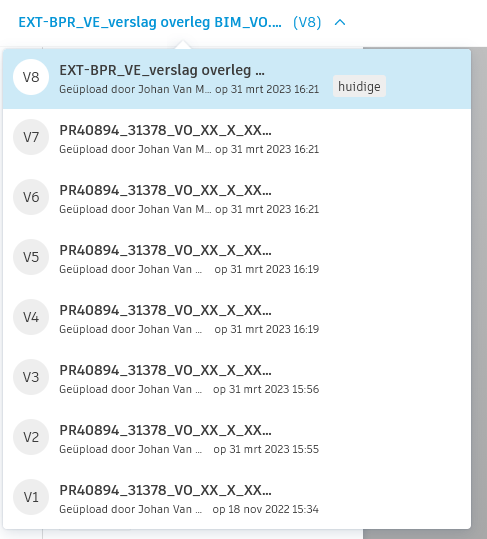 EXT-BPR_VE_verslag overleg BIM_VO.... (V8)
V8
EXT-BPR_VE_verslag overleg ...
Geüpload door Johan Van M... op 31 mrt 2023 16:21
huidige
V7
PR40894_31378_VO_XX_X_XX...
Geüpload door Johan Van M... op 31 mrt 2023 16:21
V6
PR40894_31378_VO_XX_X_XX...
Geüpload door Johan Van M... op 31 mrt 2023 16:21
V5
PR40894_31378_VO_XX_X_XX...
Geüpload door Johan Van ... op 31 mrt 2023 16:19
V4
PR40894_31378_VO_XX_X_XX...
Geüpload door Johan Van ... op 31 mrt 2023 16:19
V3
PR40894_31378_VO_XX_X_XX...
Geüpload door Johan Van ... op 31 mrt 2023 15:56
V2
PR40894_31378_VO_XX_X_XX...
Geüpload door Johan Van ... op 31 mrt 2023 15:55
V1
PR40894_31378_VO_XX_X_XX...
Geüpload door Johan Van ... op 18 nov 2022 15:34